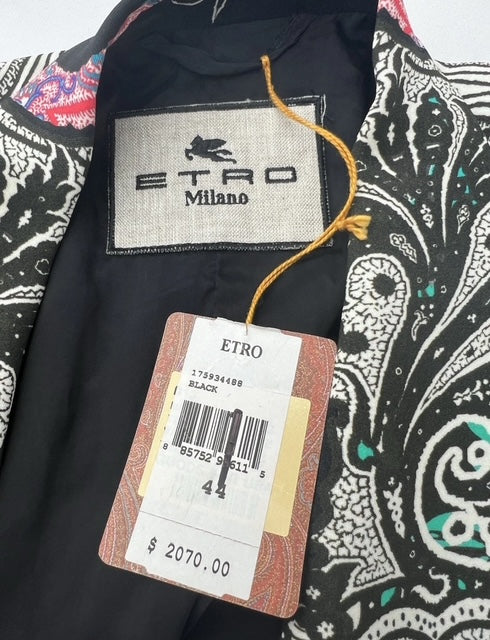 ETRO
Milano
ETRO
175934488
BLACK
44
$ 2070.00